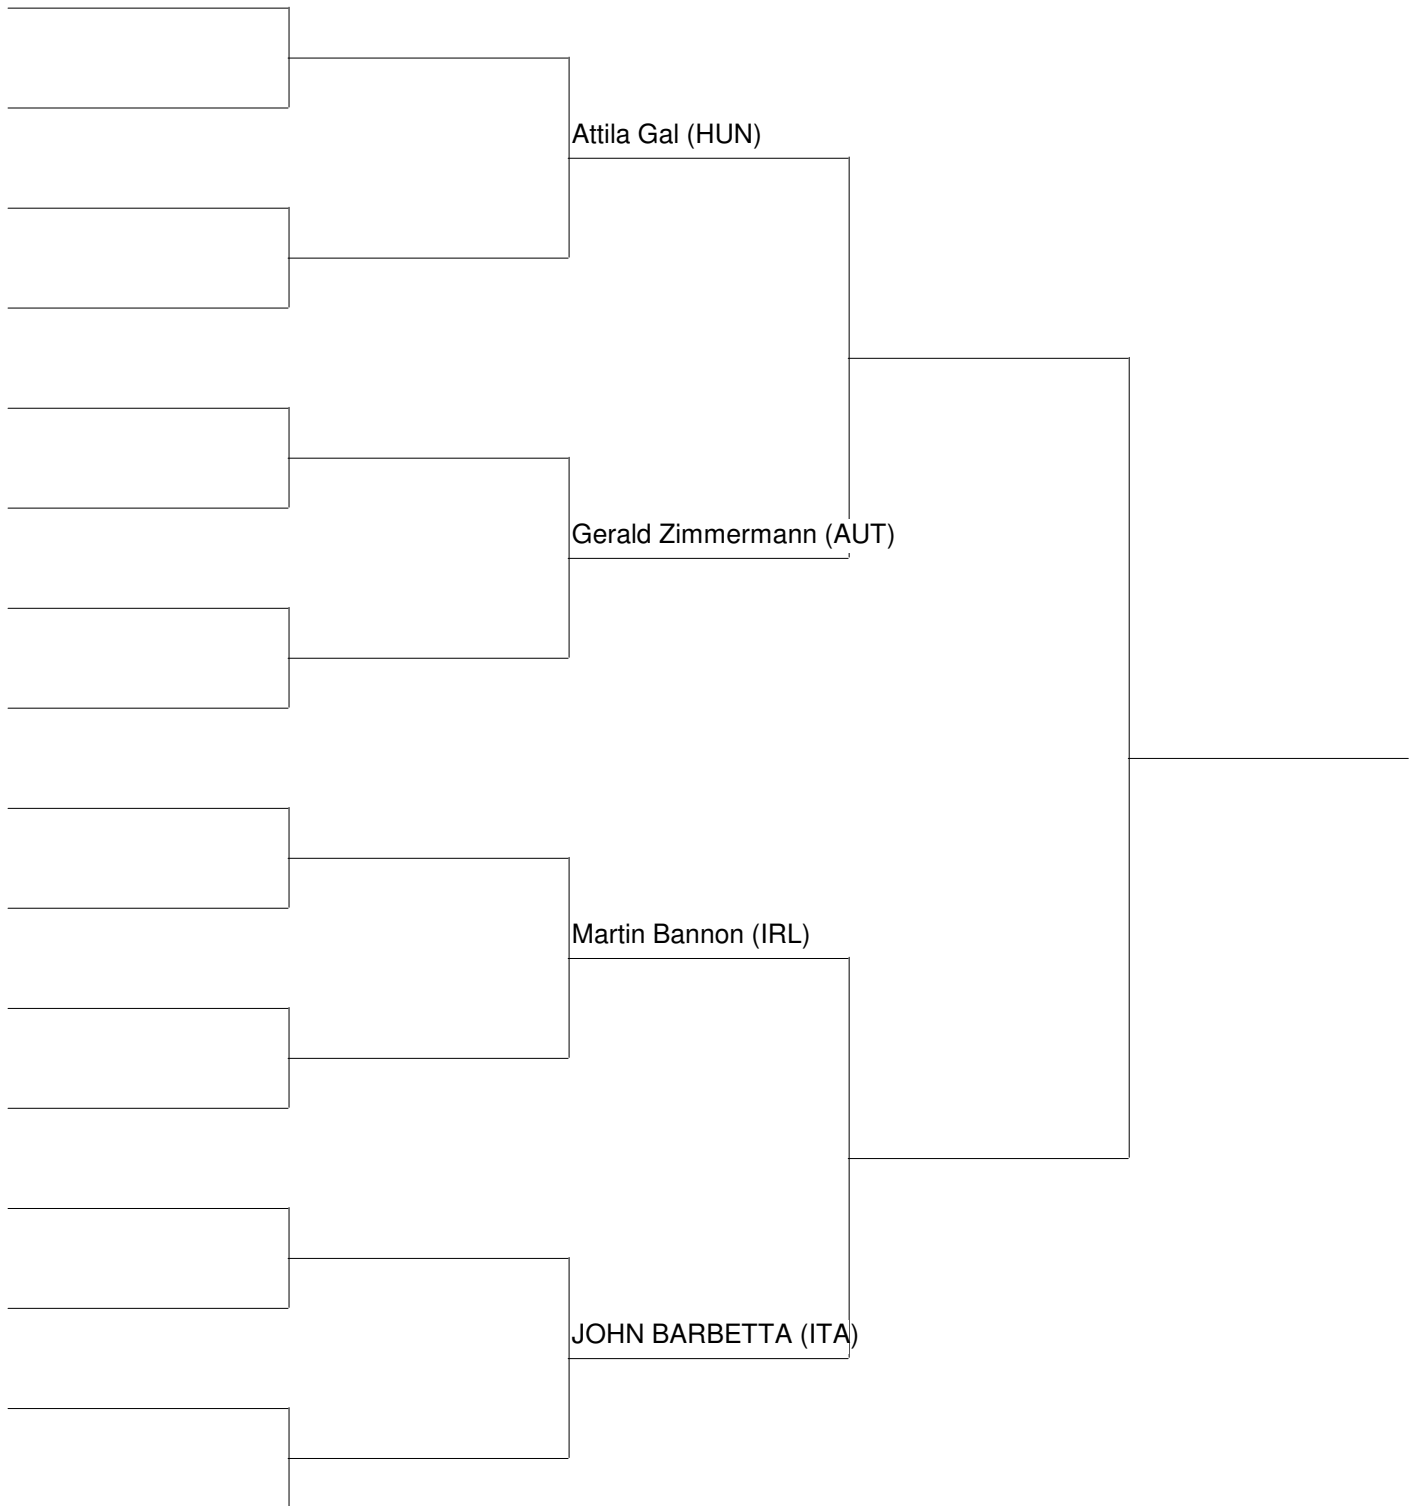 Attila Gal (HUN)
Gerald Zimmermann (AUT)
Martin Bannon (IRL)
JOHN BARBETTA (ITA)